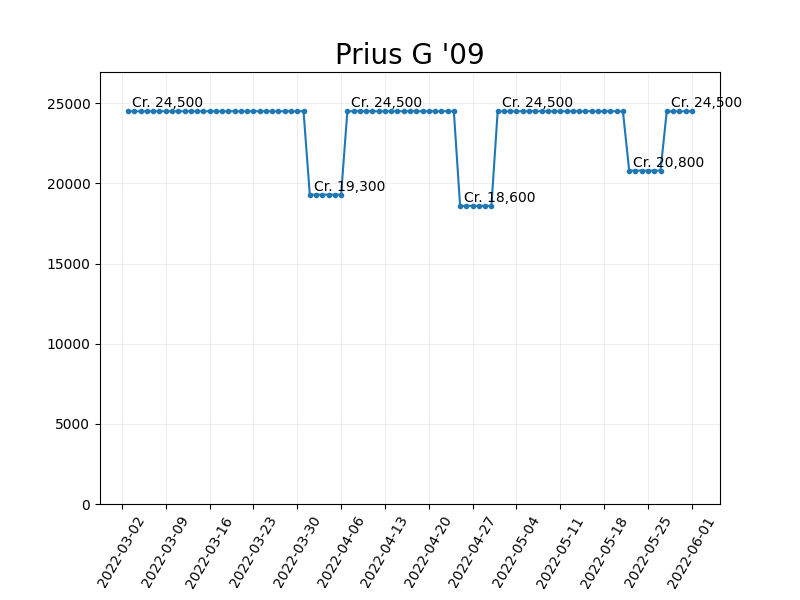 Prius G '09
25000
20000
15000
10000
5000
0
Cr. 24,500
Cr. 19,300
Cr. 24,500
Cr. 18,600
Cr. 24,500
Cr. 20,800
Cr. 24,500
2022-03-02
2022-03-09
2022-03-16
2022-03-23
2022-03-30
2022-04-06
2022-04-13
2022-04-20
2022-04-27
2022-05-04
2022-05-11
2022-05-18
2022-05-25
2022-06-01